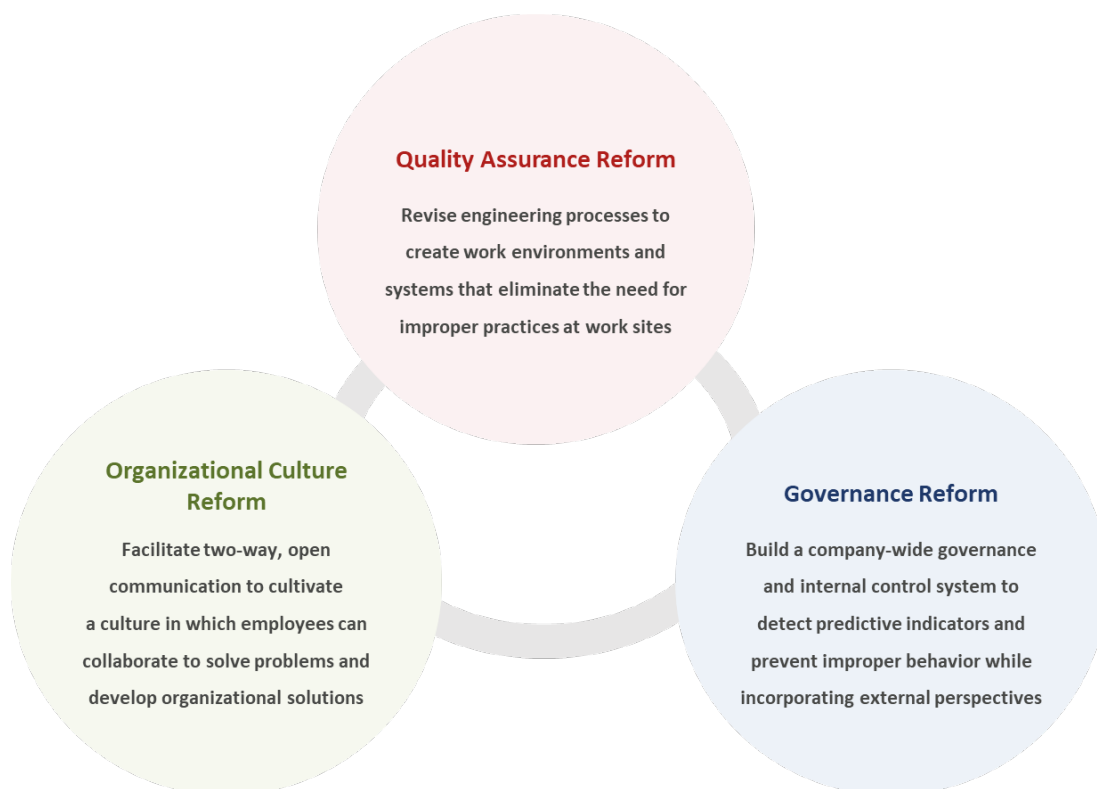 Quality Assurance Reform
Revise engineering processes to
create work environments and
systems that eliminate the need for
improper practices at work sites
Organizational Culture
Reform
Facilitate two-way, open
communication to cultivate
a culture in which employees can
collaborate to solve problems and
develop organizational solutions
Governance Reform
Build a company-wide governance
and internal control system to
detect predictive indicators and
prevent improper behavior while
incorporating external perspectives